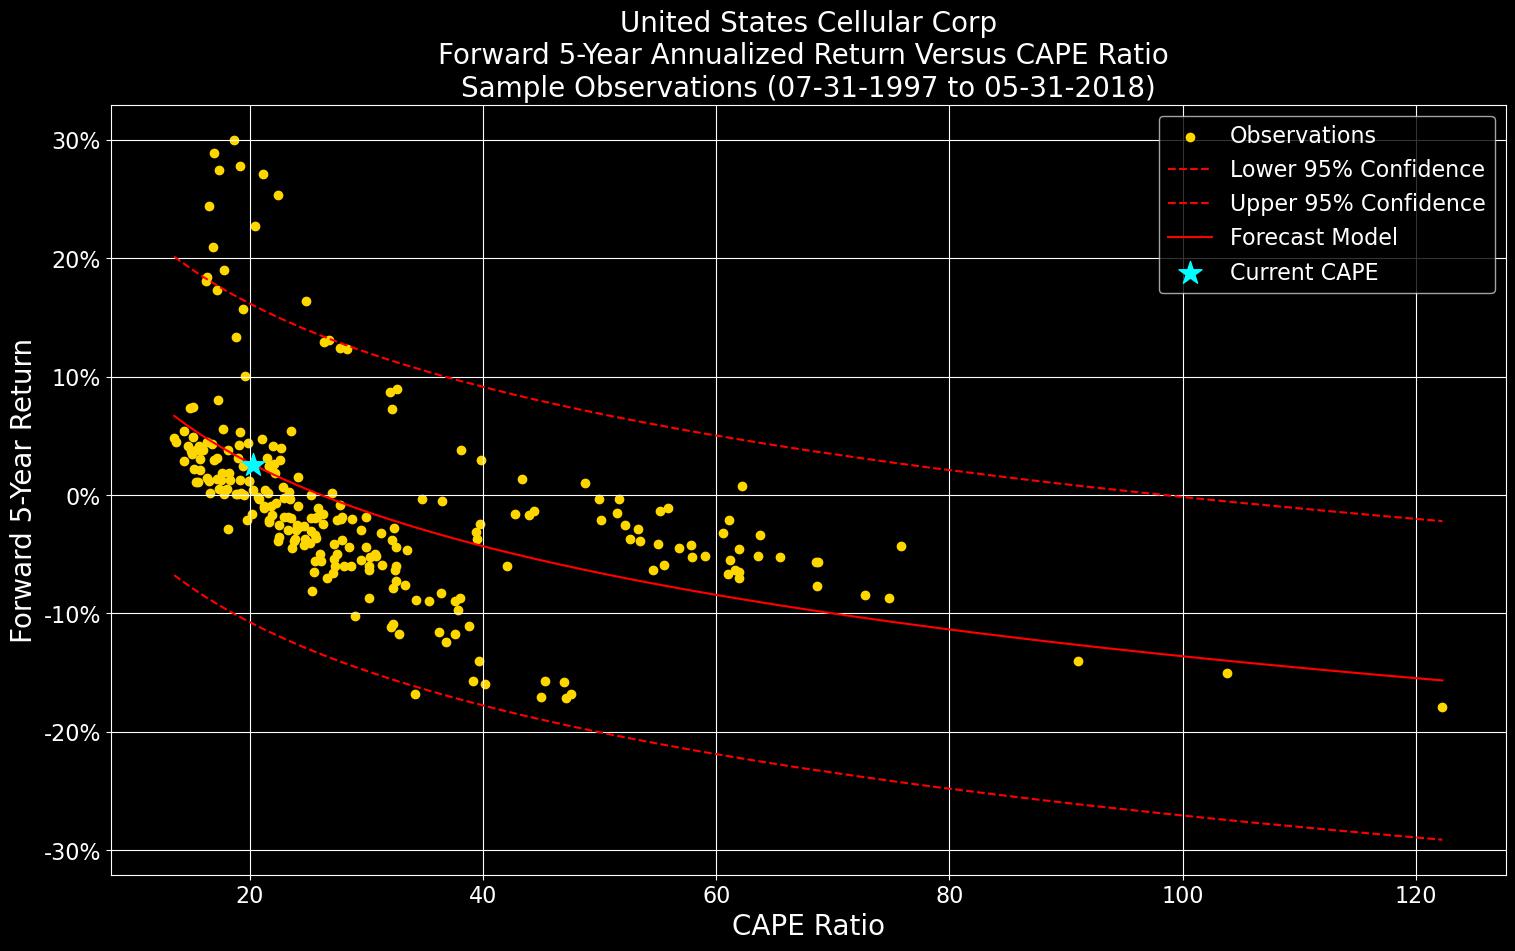 United States Cellular Corp
Forward 5-Year Annualized Return Versus CAPE Ratio
Sample Observations (07-31-1997 to 05-31-2018)
Observations
Lower 95% Confidence
Upper 95% Confidence
Forecast Model
Current CAPE
Forward 5-Year Return
30%
20%
10%
0%
-10%
-20%
-30%
20 40 60 80 100 120
CAPE Ratio